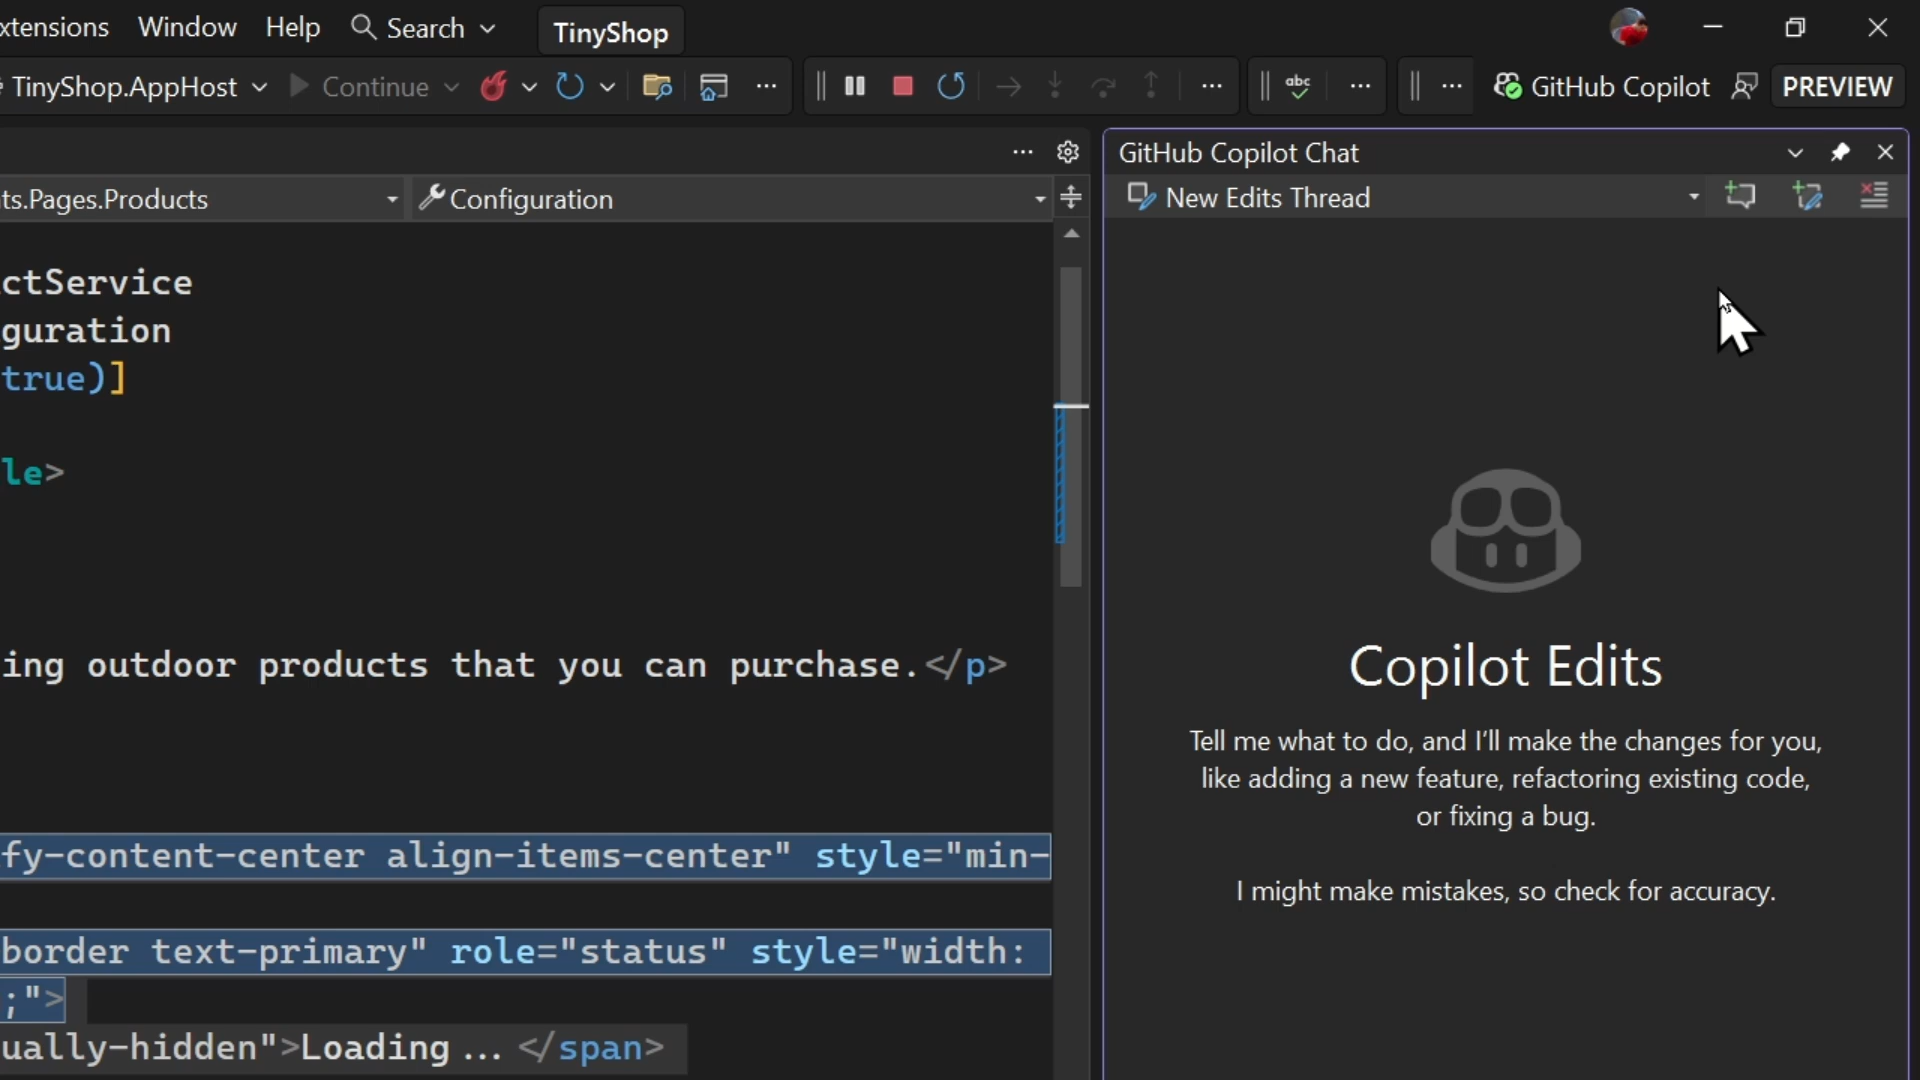 xtensions Window Help Search TinyShop
TinyShop.AppHost Continue abc GitHub Copilot PREVIEW
GitHub Copilot Chat
ts.Pages.Products Configuration New Edits Thread
ctService
guration
true)]
le>
ing outdoor products that you can purchase.</p>
Copilot Edits
Tell me what to do, and I'll make the changes for you,
like adding a new feature, refactoring existing code,
or fixing a bug.
I might make mistakes, so check for accuracy.
fy-content-center align-items-center" style="min-
border text-primary" role="status" style="width:
;">
ually-hidden">Loading ... </span>